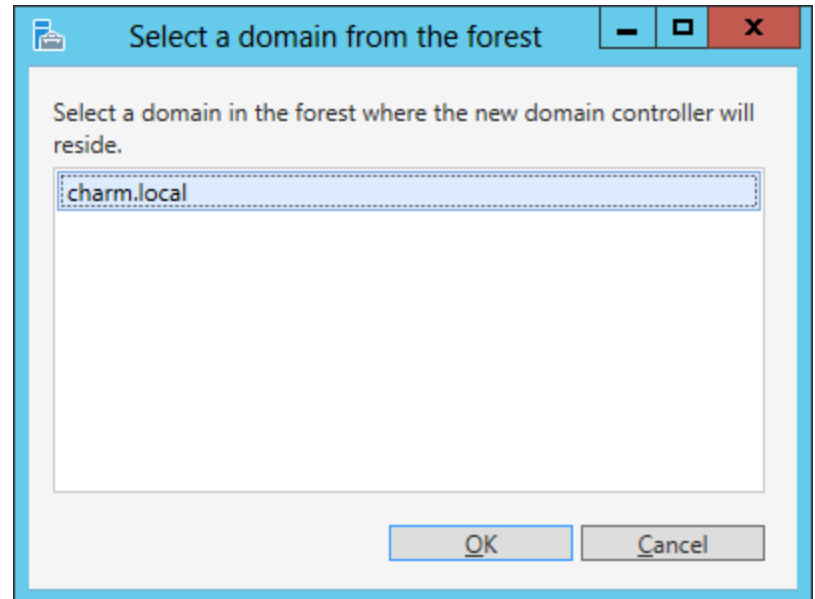 Select a domain from the forest
Select a domain in the forest where the new domain controller will
reside.
charm.local
OK
Cancel